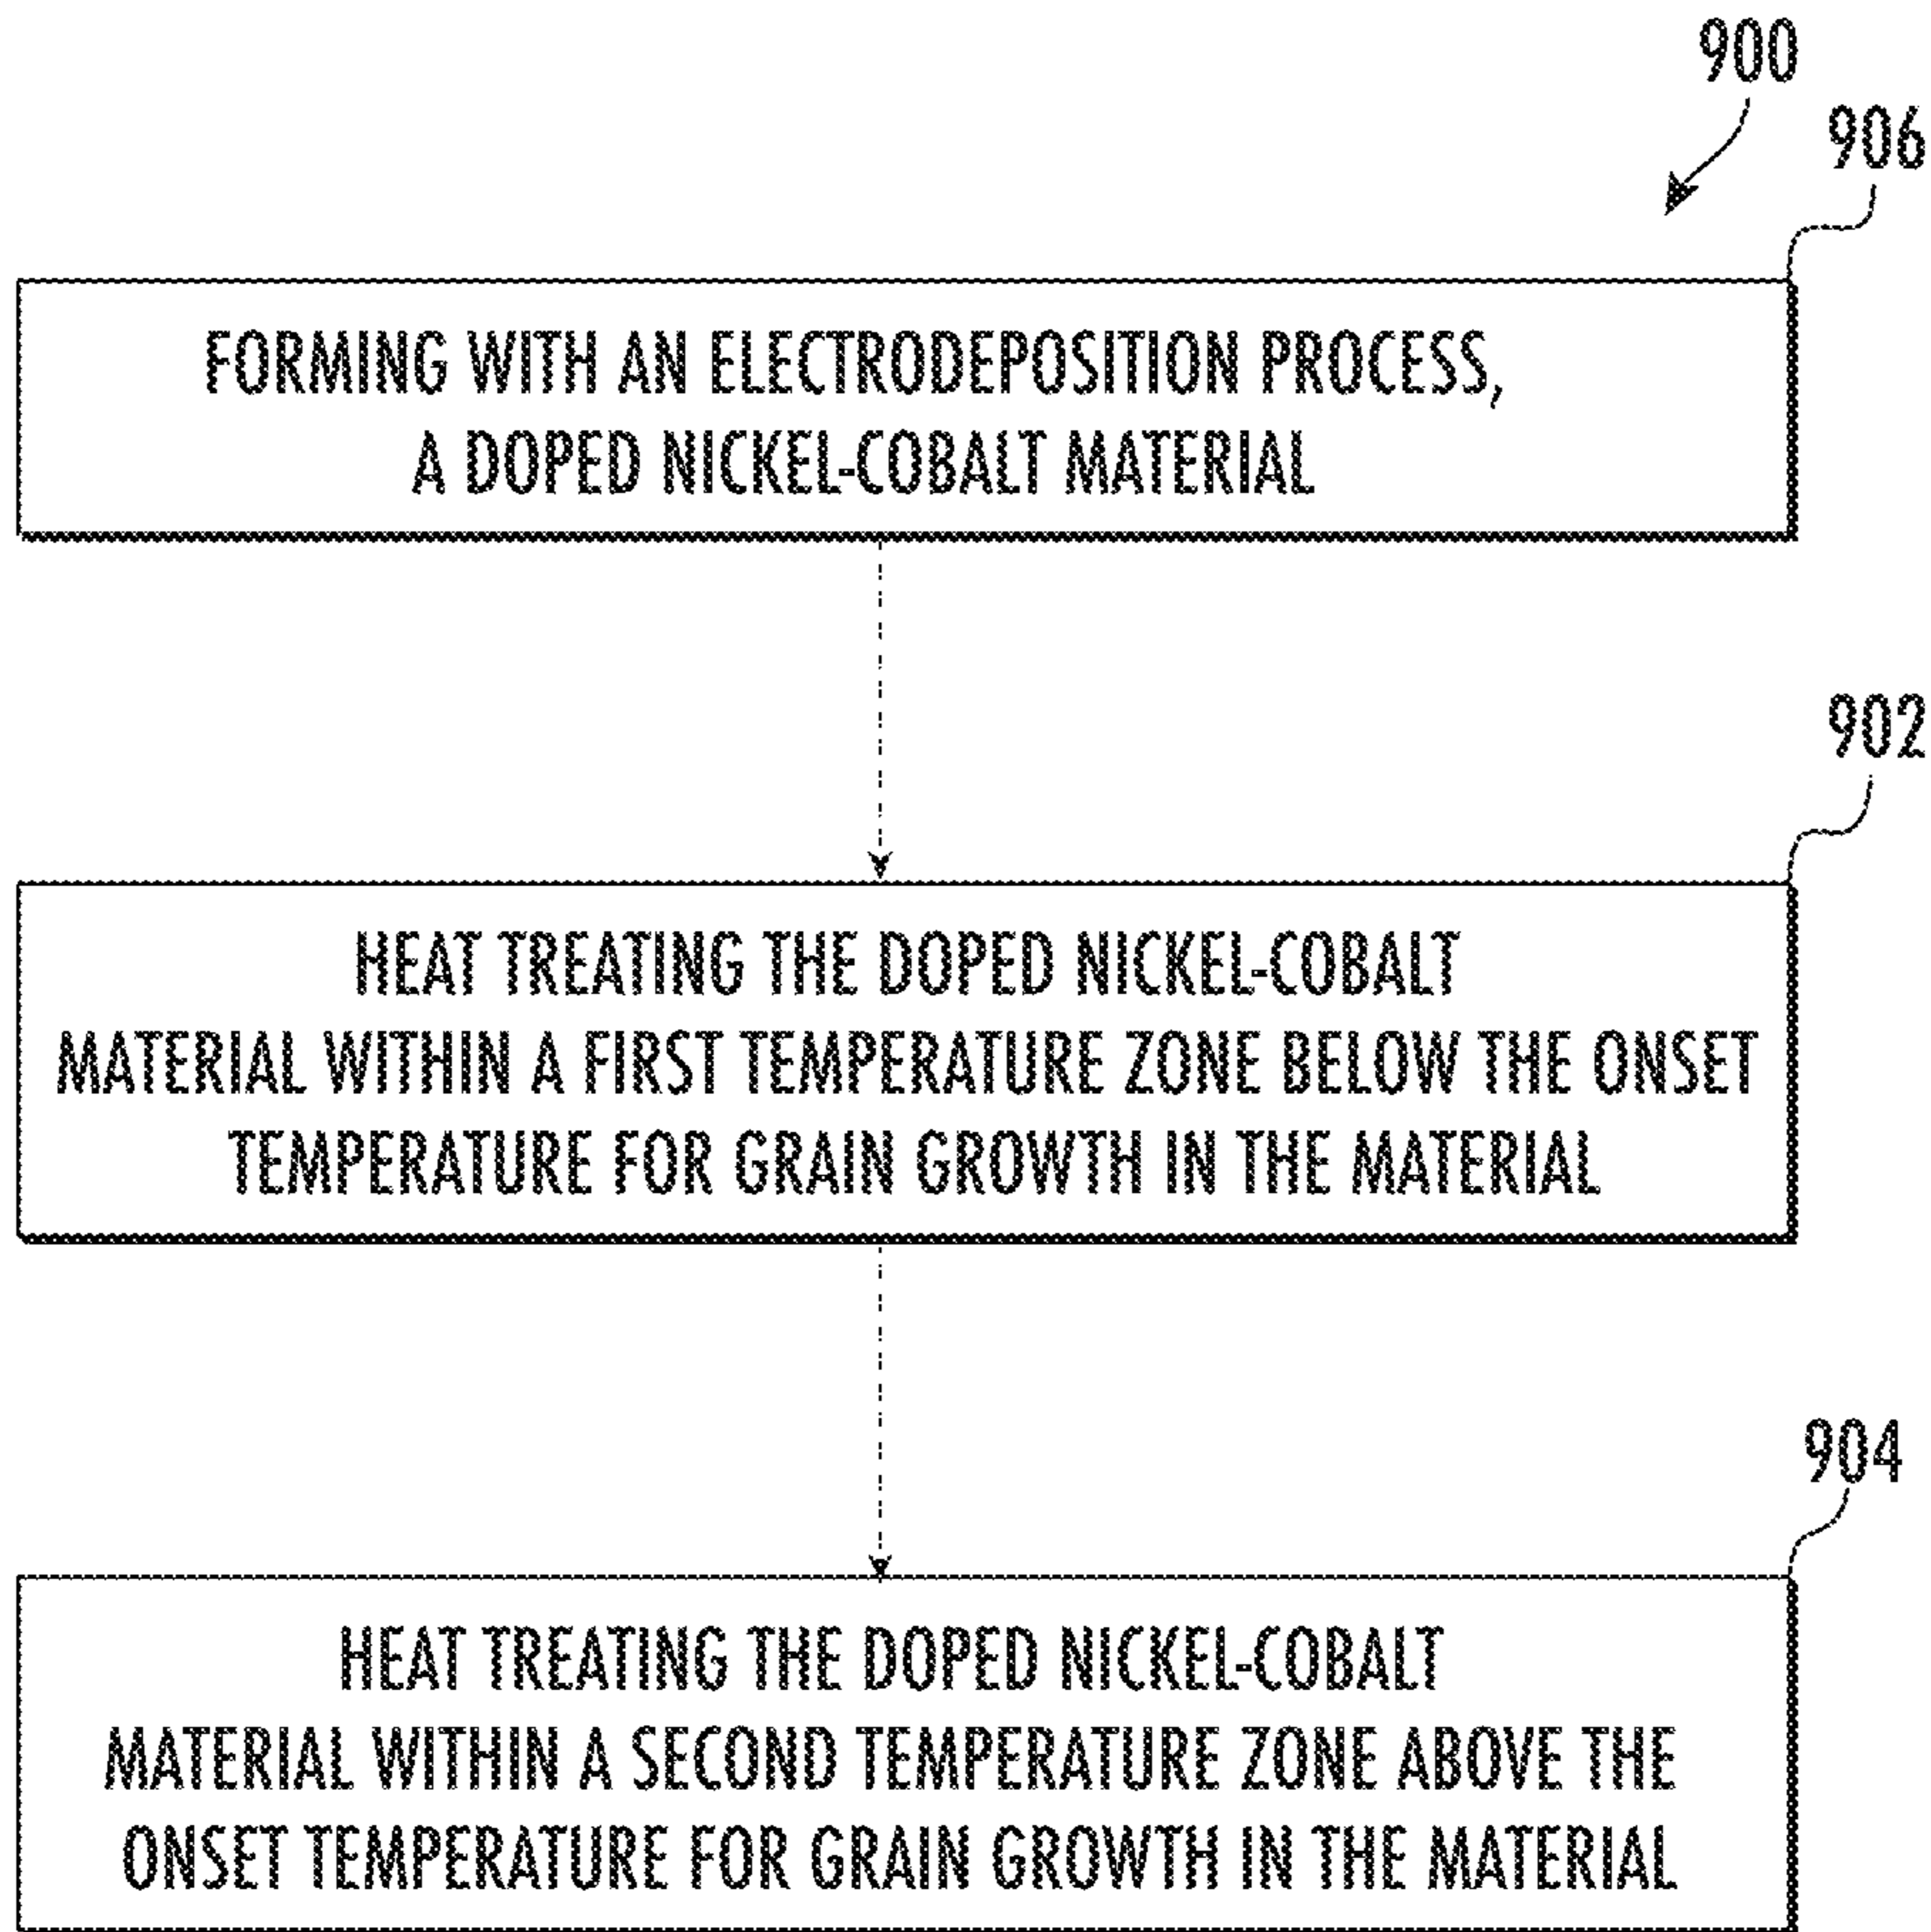 900
906
FORMING WITH AN ELECTRODEPOSITION PROCESS,
A DOPED NICKEL-COBALT MATERIAL
902
HEAT TREATING THE DOPED NICKEL-COBALT
MATERIAL WITHIN A FIRST TEMPERATURE ZONE BELOW THE ONSET
TEMPERATURE FOR GRAIN GROWTH IN THE MATERIAL
904
HEAT TREATING THE DOPED NICKEL-COBALT
MATERIAL WITHIN A SECOND TEMPERATURE ZONE ABOVE THE
ONSET TEMPERATURE FOR GRAIN GROWTH IN THE MATERIAL